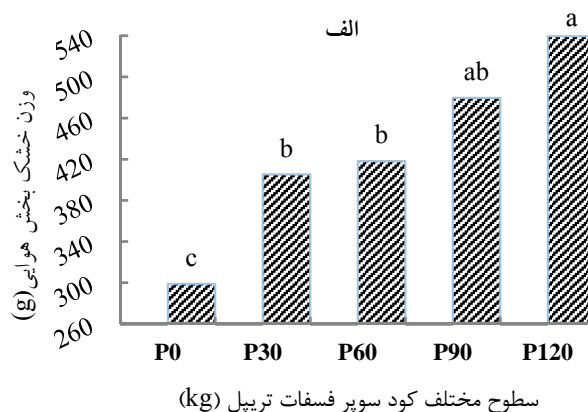 الف
540
500
460
420
380
340
300
260
وزن خشک بخش هوایی(g)
c
b
b
ab
a
P0 P30 P60 P90 P120
سطوح مختلف کود سوپر فسفات تریپل (kg)